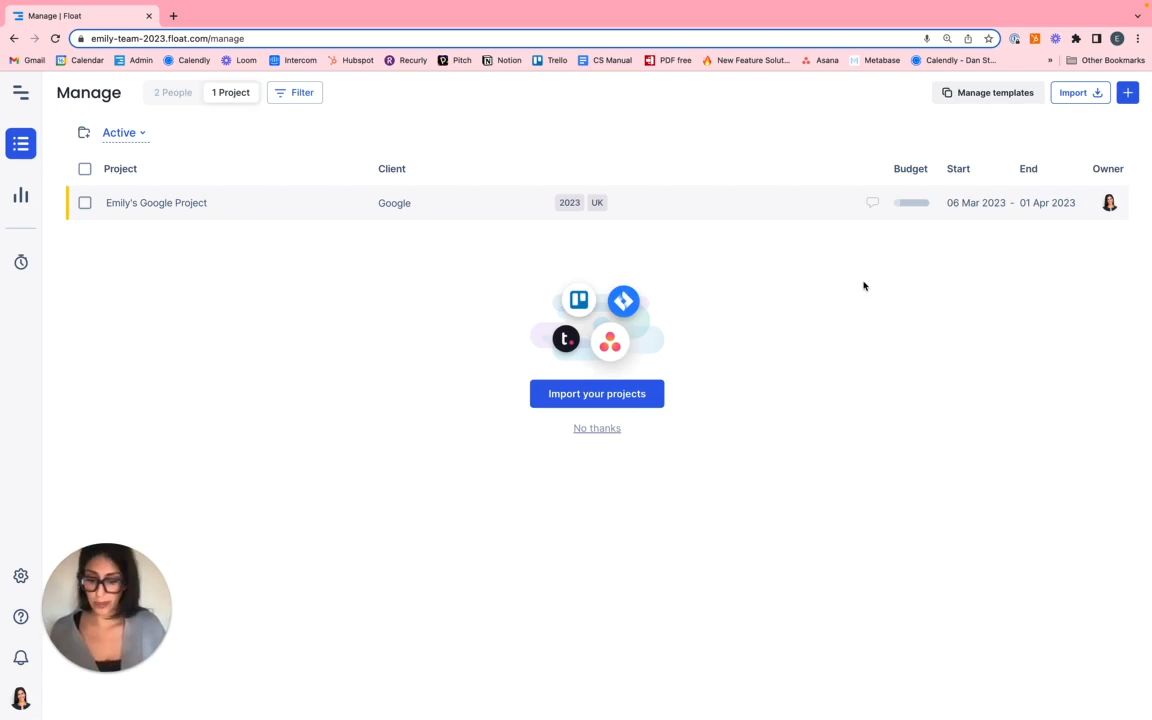 Manage | Float
emily-team-2023.float.com/manage
E
Gmail Calendar Admin Calendly Loom Intercom Hubspot Recurly Pitch Notion Trello CS Manual PDF free New Feature Solut... Asana Metabase Calendly - Dan St... » Other Bookmarks
Manage 2 People 1 Project Filter Manage templates Import
Active
Project Client Budget Start End Owner
Emily's Google Project Google 2023 UK 06 Mar 2023 - 01 Apr 2023
t.
Import your projects
No thanks